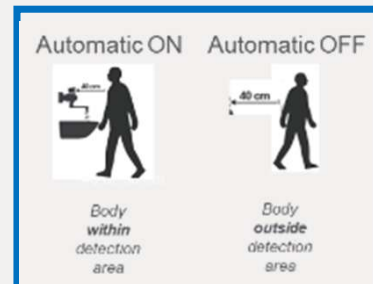 Automatic ON
Automatic OFF
40 cm
40 cm
Body
within
detection
area
Body
outside
detection
area